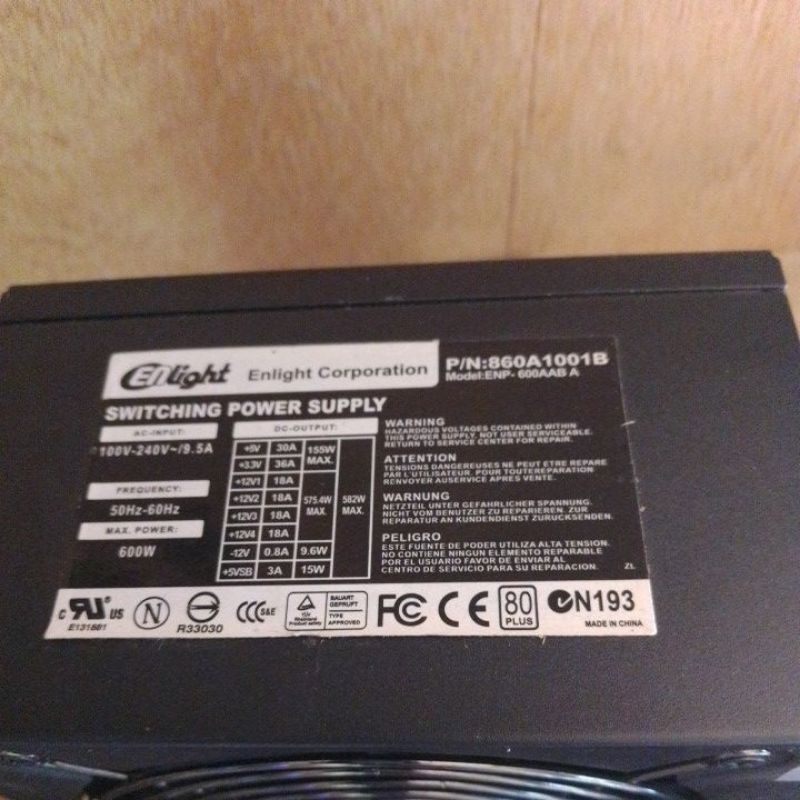 Enlight Enlight Corporation
P/N:860A1001B
Model:ENP- 600AAB A
SWITCHING POWER SUPPLY
AC-INPUT:
100V-240V~/9.5A
FREQUENCY:
50Hz-60Hz
MAX. POWER:
600W
DC-OUTPUT:
+5V 30A 155W MAX.
+3.3V 36A
+12V1 18A
+12V2 18A 575.4W MAX. 582W MAX.
+12V3 18A
+12V4 18A
-12V 0.8A 9.6W
+5VSB 3A 15W
WARNING
HAZARDOUS VOLTAGES CONTAINED WITHIN
THIS POWER SUPPLY, NOT USER SERVICEABLE.
RETURN TO SERVICE CENTER FOR REPAIR.
ATTENTION
TENSIONS DANGEREUSES NE PEUT ETRE REPARE
PAR L'UTILISATEUR. POUR TOUTEREPARATION
RENVOYER AUSERVICE APRES VENTE.
WARNUNG
NETZTEIL UNTER GEFAHRLICHER SPANNUNG.
NICHT VOM BENUTZER ZU REPARIEREN. ZUR
REPARATUR AN KUNDENDIENST ZURUCKSENDEN.
PELIGRO
ESTE FUENTE DE PODER UTILIZA ALTA TENSION.
NO CONTIENE NINGUN ELEMENTO REPARABLE
POR EL USUARIO FAVOR DE ENVIAR AL
CENTRO DE SERVICIO PARA SU REPARACION.
ZL
c RU US
E131881
N
R33030
CCC S&E
TÜV
Rheinland
Product safety
BAUART
GEPRUFT
TYPE
APPROVED
FC CE
80
PLUS
N193
MADE IN CHINA